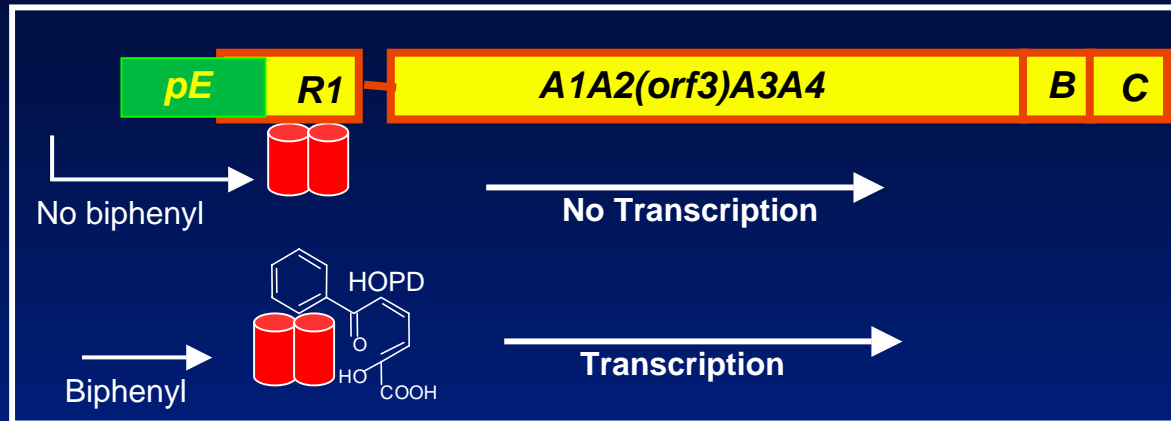 pE R1 A1A2(orf3)A3A4 B C
No biphenyl
No Transcription
HOPD
O
HO
COOH
Biphenyl
Transcription